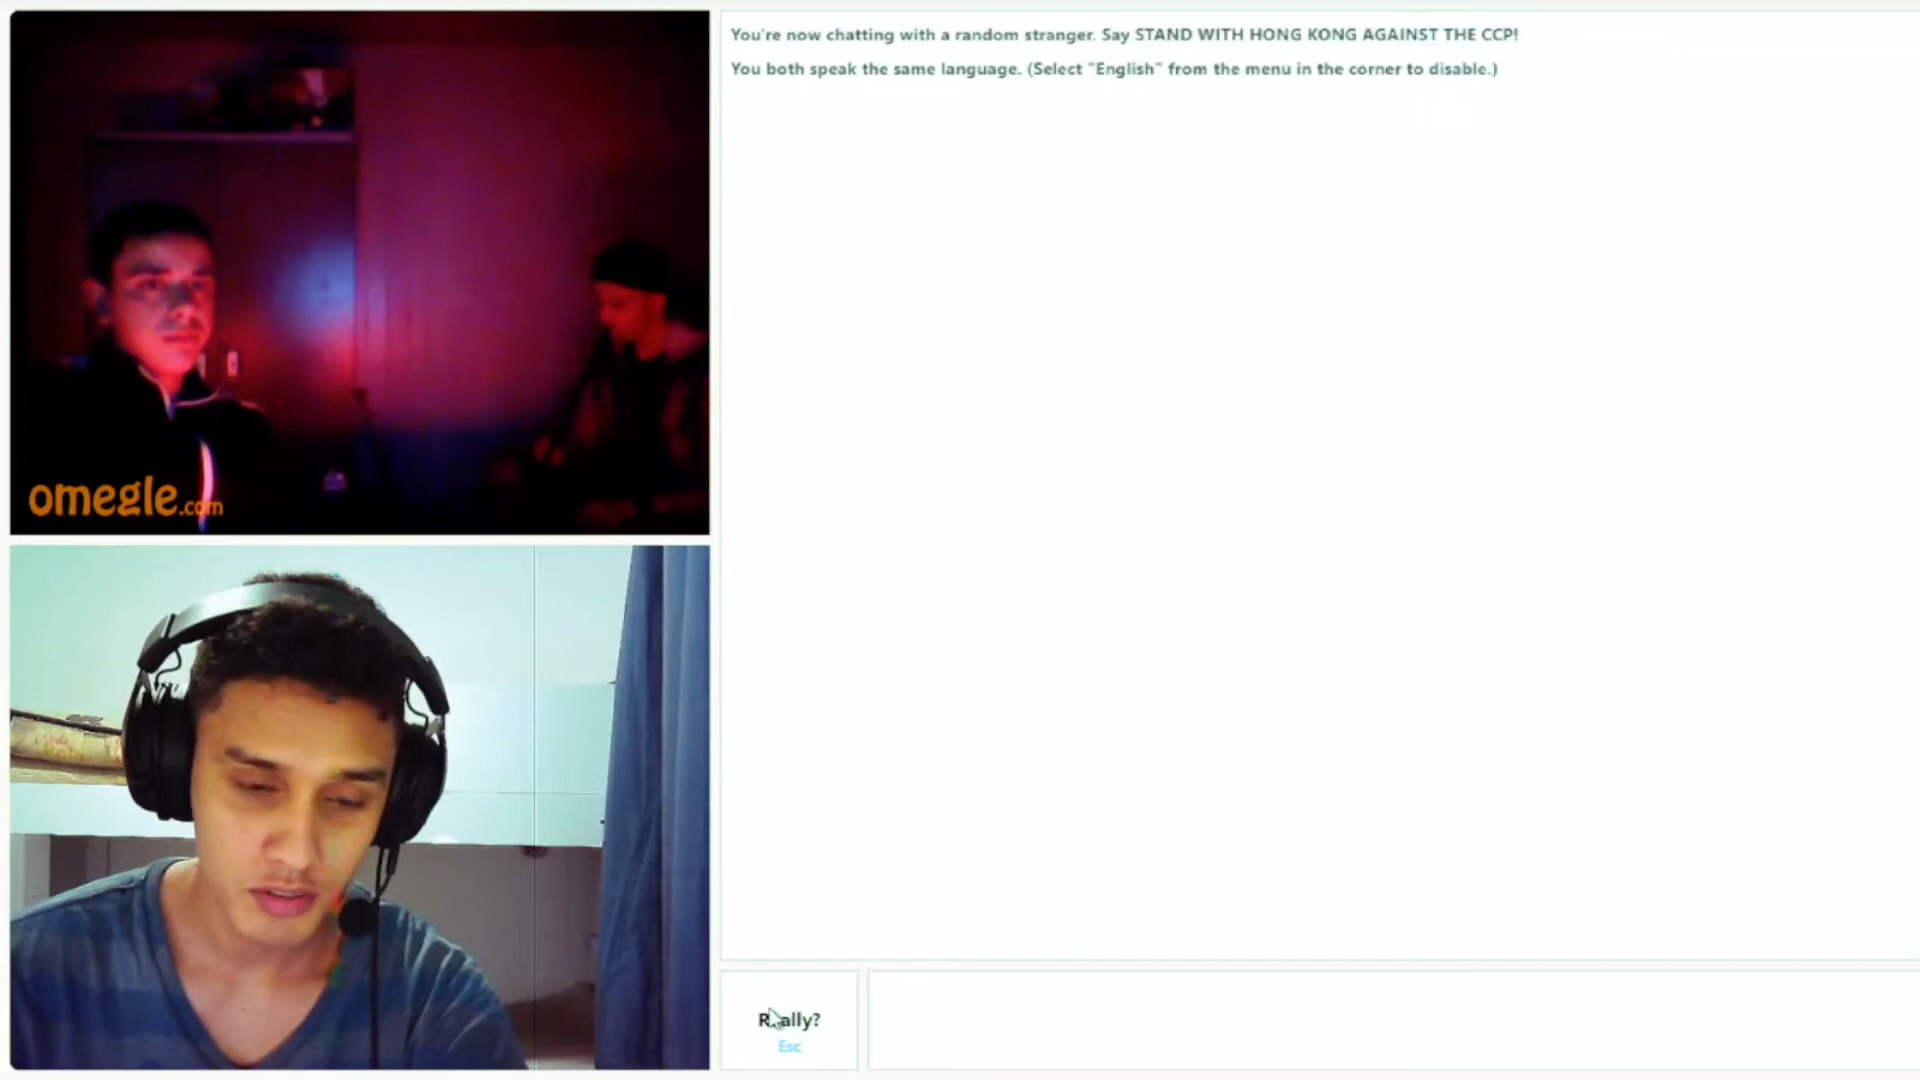 You're now chatting with a random stranger. Say STAND WITH HONG KONG AGAINST THE CCP!
You both speak the same language. (Select "English" from the menu in the corner to disable.)
omegle.com
Really?
Esc